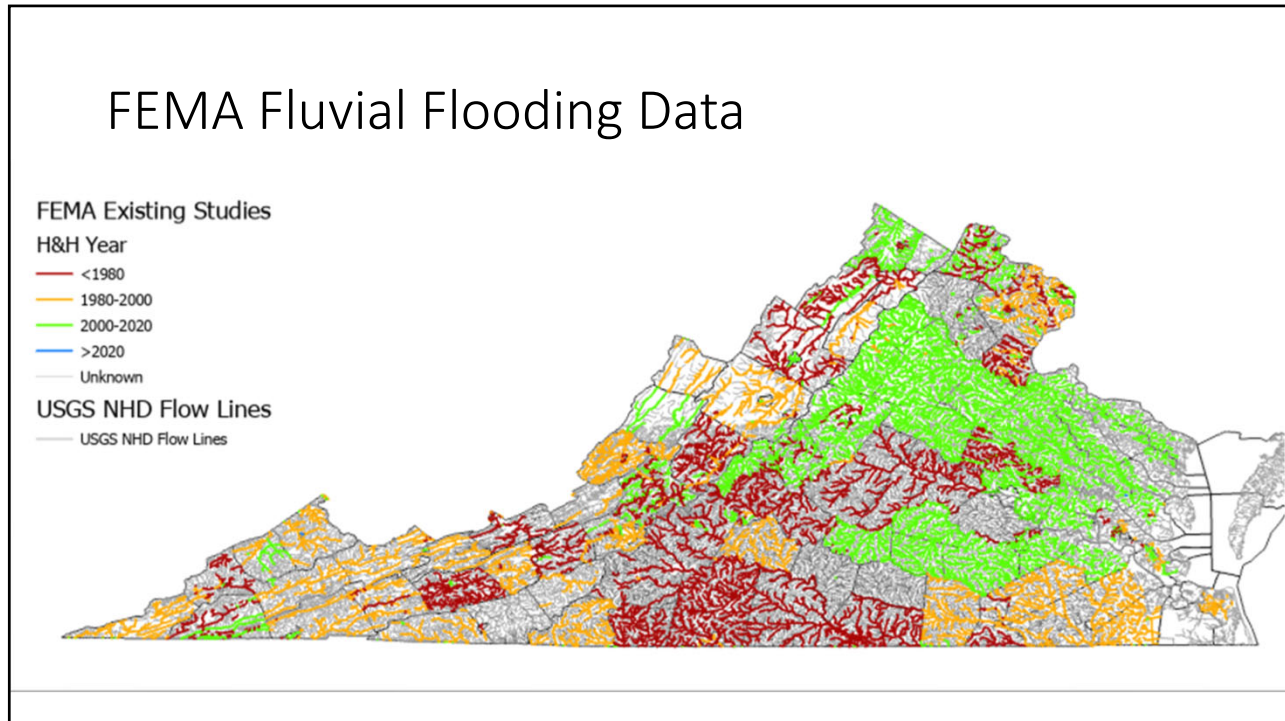 FEMA Fluvial Flooding Data
FEMA Existing Studies
H&H Year
<1980
1980-2000
2000-2020
>2020
Unknown
USGS NHD Flow Lines
USGS NHD Flow Lines